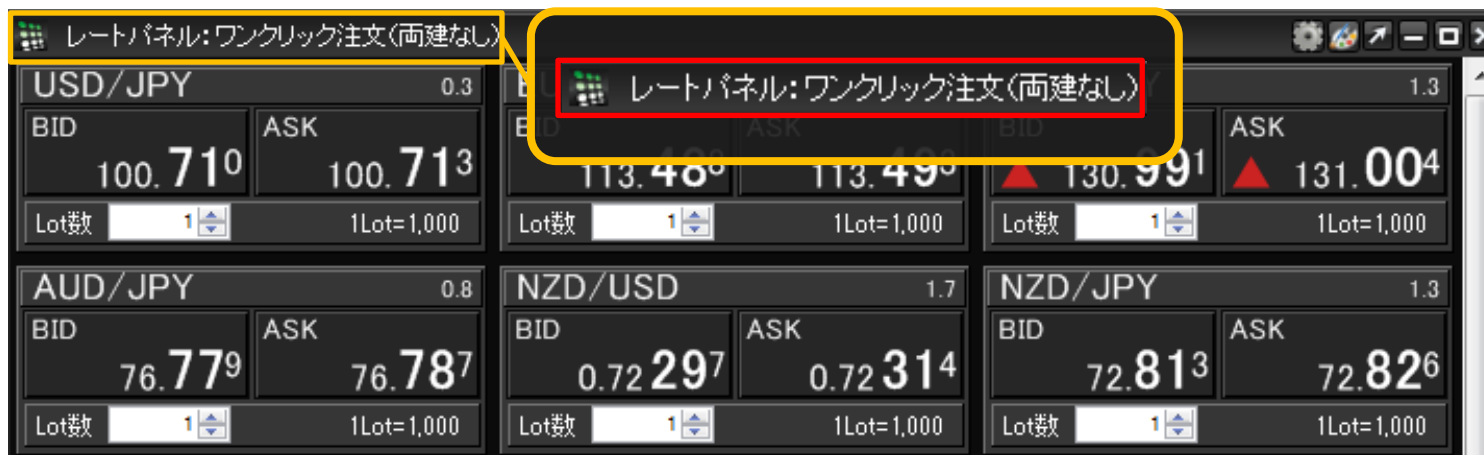 レートパネル:ワンクリック注文(両建なし)
レートパネル:ワンクリック注文(両建なし)
USD/JPY 0.3
BID 100.710 ASK 100.713
Lot数 1 1Lot=1,000
BID 113.488 ASK 113.493
Lot数 1 1Lot=1,000
1.3
BID 130.991 ASK 131.004
Lot数 1 1Lot=1,000
AUD/JPY 0.8
BID 76.779 ASK 76.787
Lot数 1 1Lot=1,000
NZD/USD 1.7
BID 0.72297 ASK 0.72314
Lot数 1 1Lot=1,000
NZD/JPY 1.3
BID 72.813 ASK 72.826
Lot数 1 1Lot=1,000